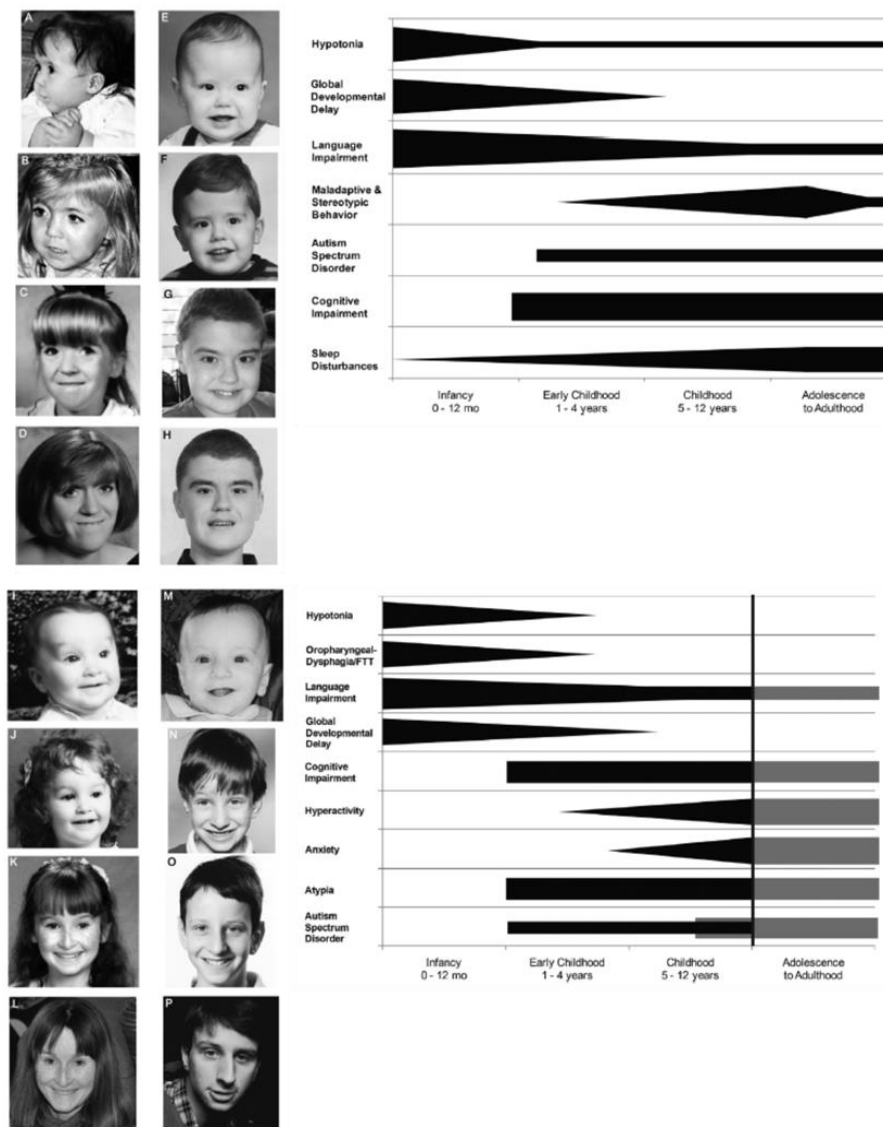 A
E
B
F
C
G
D
H
Hypotonia
Global
Developmental
Delay
Language
Impairment
Maladaptive &
Stereotypic
Behavior
Autism
Spectrum
Disorder
Cognitive
Impairment
Sleep
Disturbances
Infancy
0 - 12 mo
Early Childhood
1 - 4 years
Childhood
5 - 12 years
Adolescence
to Adulthood
I
M
J
N
K
O
L
P
Hypotonia
Oropharyngeal-
Dysphagia/FTT
Language
Impairment
Global
Developmental
Delay
Cognitive
Impairment
Hyperactivity
Anxiety
Atypia
Autism
Spectrum
Disorder
Infancy
0 - 12 mo
Early Childhood
1 - 4 years
Childhood
5 - 12 years
Adolescence
to Adulthood